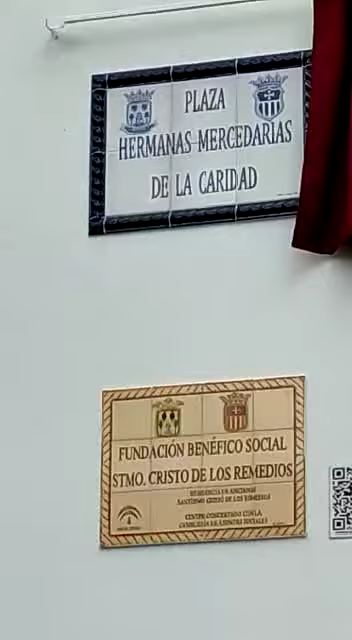 PLAZA
HERMANAS MERCEDARIAS
DE LA CARIDAD
FUNDACIÓN BENÉFICO SOCIAL
STMO. CRISTO DE LOS REMEDIOS
RESIDENCIA DE ANCIANOS
SANTÍSIMO CRISTO DE LOS REMEDIOS
CENTRO CONCERTADO CON LA
CONSEJERÍA DE ASUNTOS SOCIALES